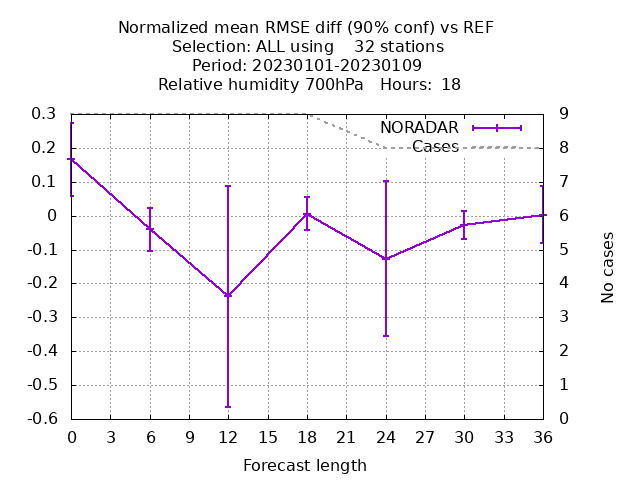 Normalized mean RMSE diff (90% conf) vs REF
Selection: ALL using    32 stations
Period: 20230101-20230109
Relative humidity 700hPa   Hours:  18
NORADAR
Cases
0.3
0.2
0.1
0
-0.1
-0.2
-0.3
-0.4
-0.5
-0.6
9
8
7
6
5
4
3
2
1
0
No cases
0 3 6 9 12 15 18 21 24 27 30 33 36
Forecast length